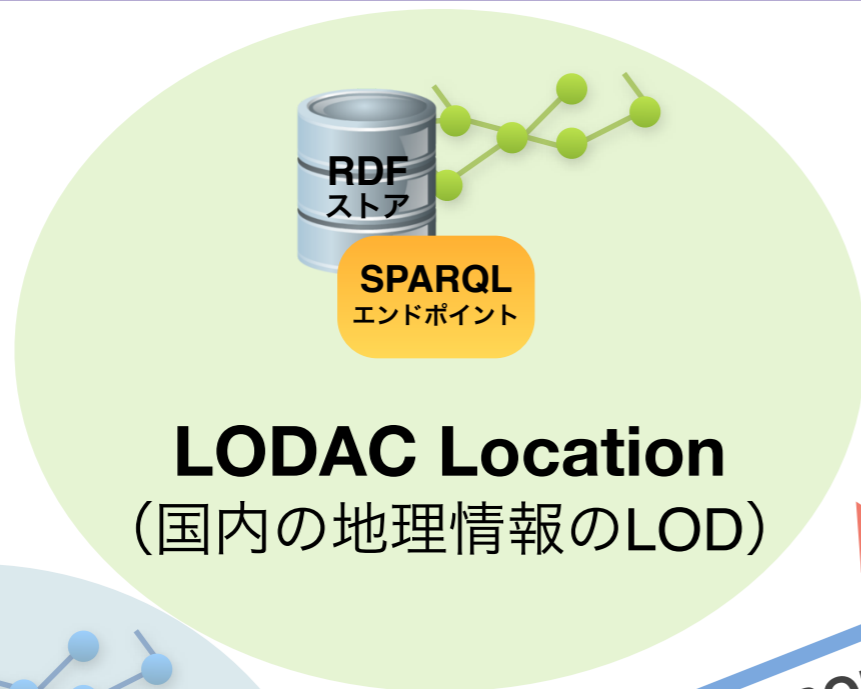 RDF
ストア
SPARQL
エンドポイント
LODAC Location
（国内の地理情報のLOD）